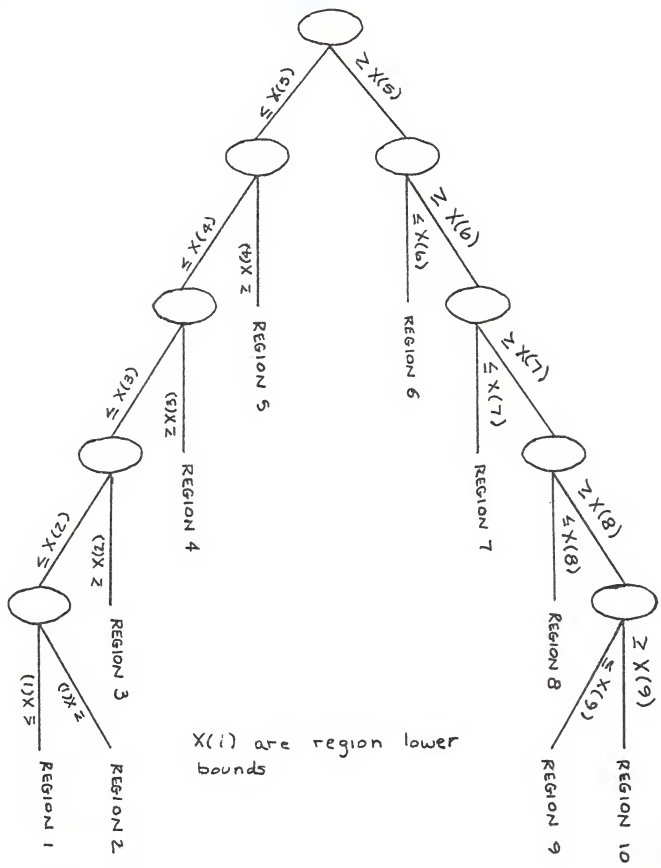 ≤ X(5)
≥ X(5)
≤ X(4)
≥ X(4)
≤ X(6)
≥ X(6)
REGION 5
REGION 6
≤ X(3)
≥ X(3)
≤ X(7)
≥ X(7)
REGION 4
REGION 7
≤ X(2)
≥ X(2)
≤ X(8)
≥ X(8)
REGION 3
REGION 8
≤ X(1)
≥ X(1)
≤ X(9)
≥ X(9)
X(i) are region lower
bounds
REGION 1
REGION 2
REGION 9
REGION 10